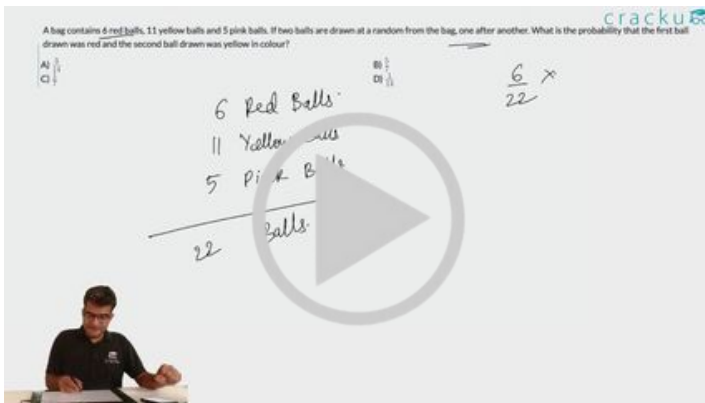 cracku
A bag contains 6 red balls, 11 yellow balls and 5 pink balls. If two balls are drawn at a random from the bag, one after another. What is the probability that the first ball
drawn was red and the second ball drawn was yellow in colour?
A)
B)
C)
D)
6 Red Balls.
11 Yellow
5 Pink
22 Balls.
6/22 ×